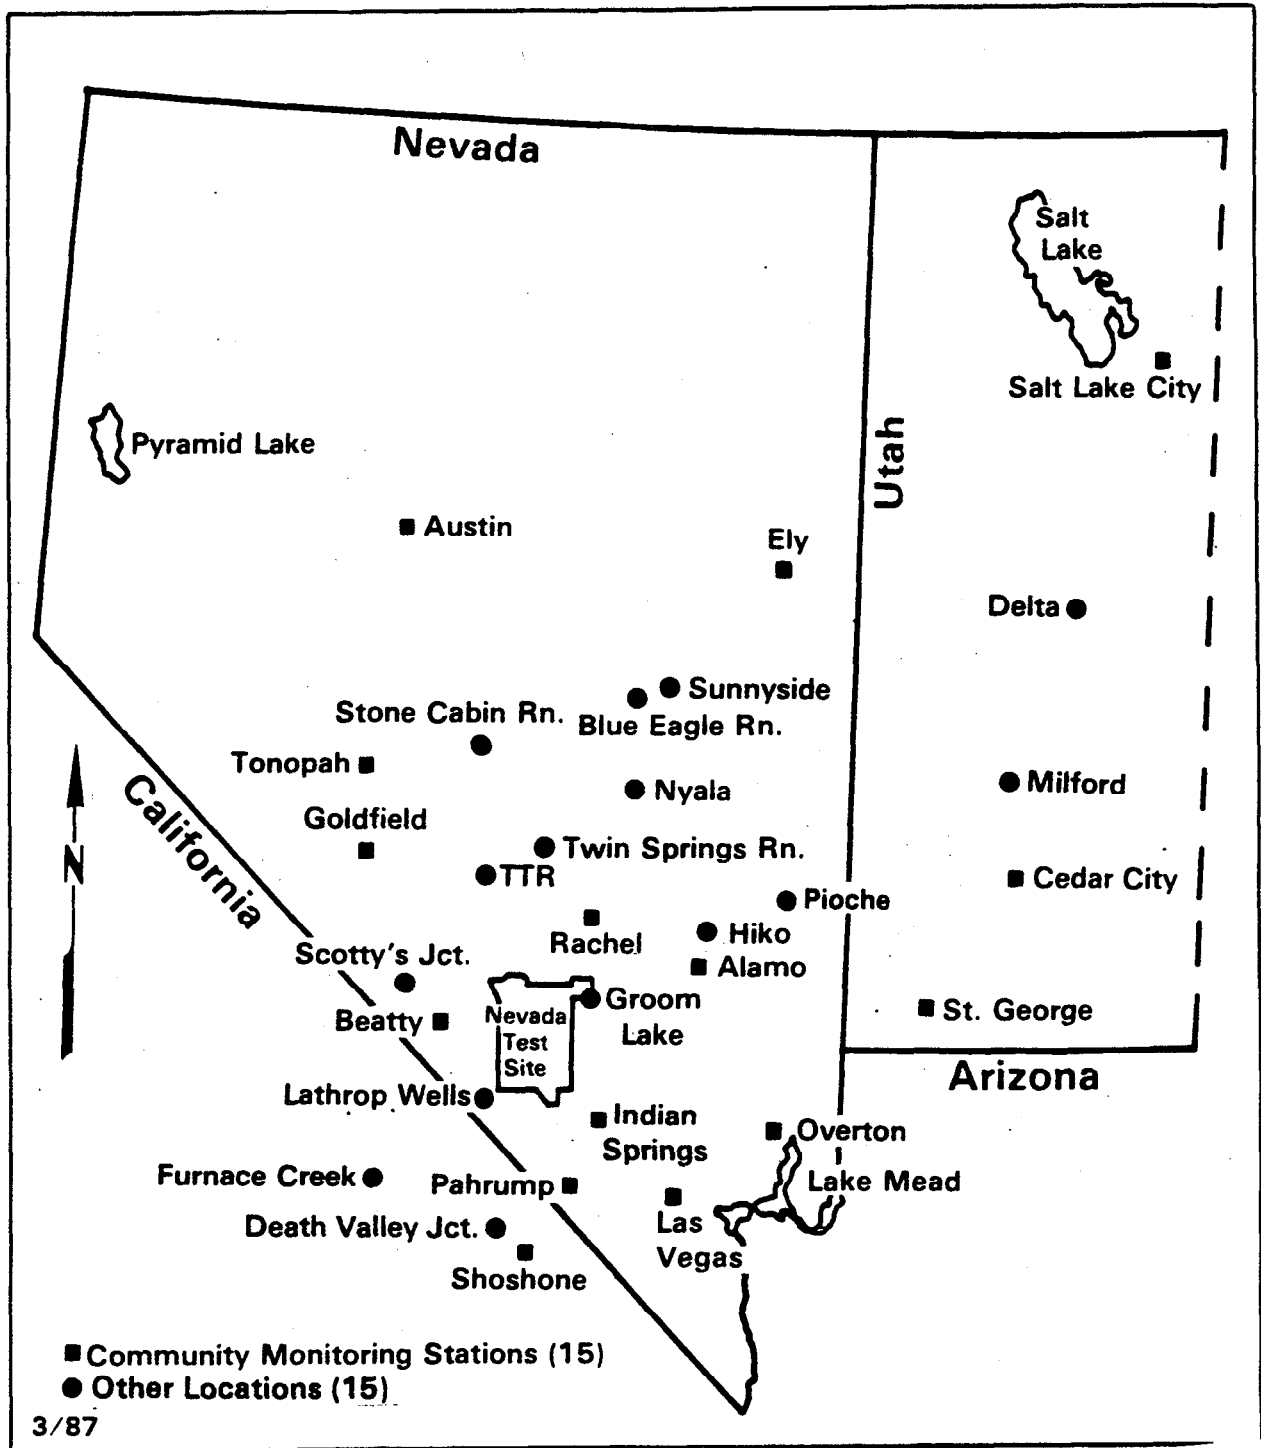 Nevada
Salt
Lake
Salt Lake City
Utah
Pyramid Lake
Austin
Ely
Delta
Sunnyside
Stone Cabin Rn.
Blue Eagle Rn.
Tonopah
California
Nyala
Milford
Goldfield
N
Twin Springs Rn.
TTR
Cedar City
Pioche
Rachel
Hiko
Alamo
Scotty's Jct.
Groom
Lake
Nevada
Test
Site
Beatty
St. George
Arizona
Lathrop Wells
Indian
Springs
Overton
Furnace Creek
Pahrump
Lake Mead
Las
Vegas
Death Valley Jct.
Shoshone
Community Monitoring Stations (15)
Other Locations (15)
3/87